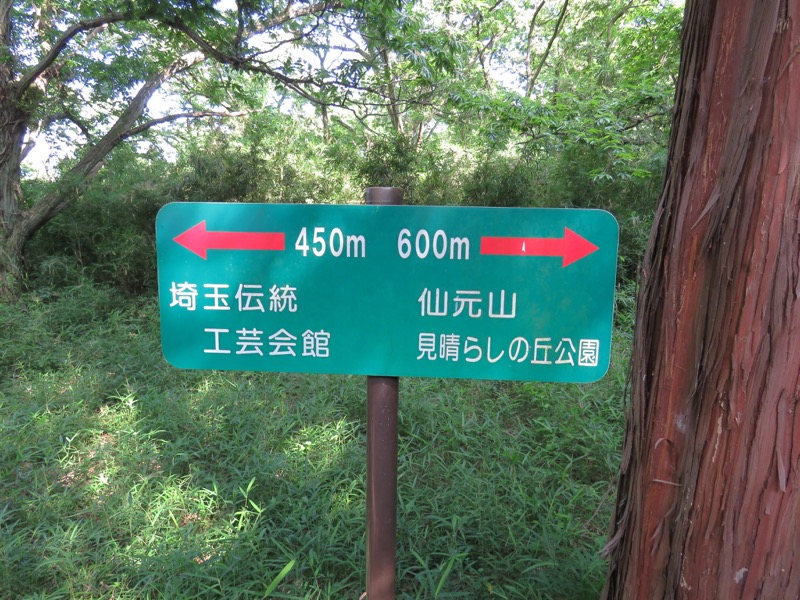 450m 600m
埼玉伝統
工芸会館
仙元山
見晴らしの丘公園